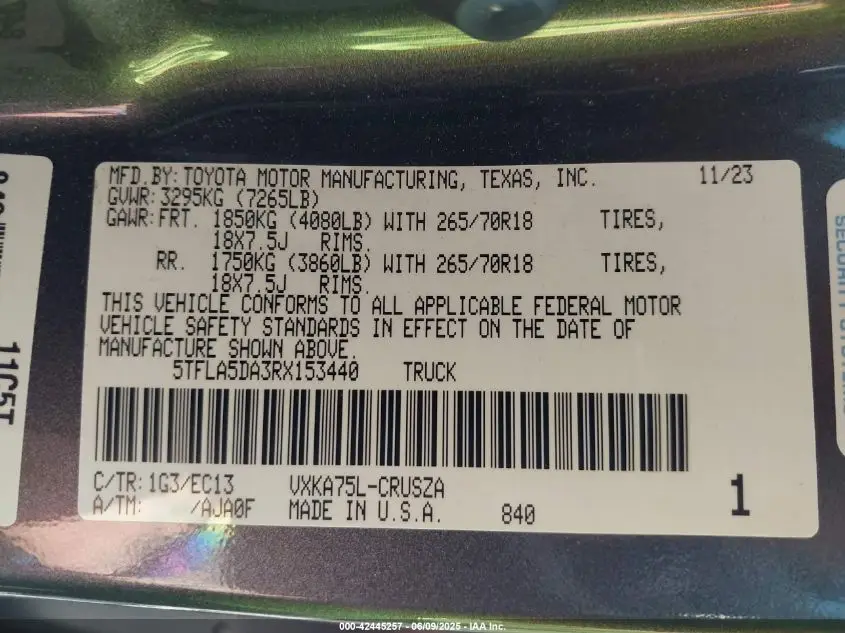 MFD.BY: TOYOTA MOTOR MANUFACTURING, TEXAS, INC. 11/23
GVWR: 3295KG (7265LB)
GAWR: FRT. 1850KG (4080LB) WITH 265/70R18 TIRES,
18X7.5J RIMS.
RR. 1750KG (3860LB) WITH 265/70R18 TIRES,
18X7.5J RIMS.
THIS VEHICLE CONFORMS TO ALL APPLICABLE FEDERAL MOTOR
VEHICLE SAFETY STANDARDS IN EFFECT ON THE DATE OF
MANUFACTURE SHOWN ABOVE.
5TFLA5DA3RX153440 TRUCK
C/TR: 1G3/EC13 VXKA75L-CRUSZA
A/TM: /AJA0F MADE IN U.S.A. 840 1
11C5T
SECURITY SYSTEMS
000-42445257 - 06/09/2025 - IAA Inc.